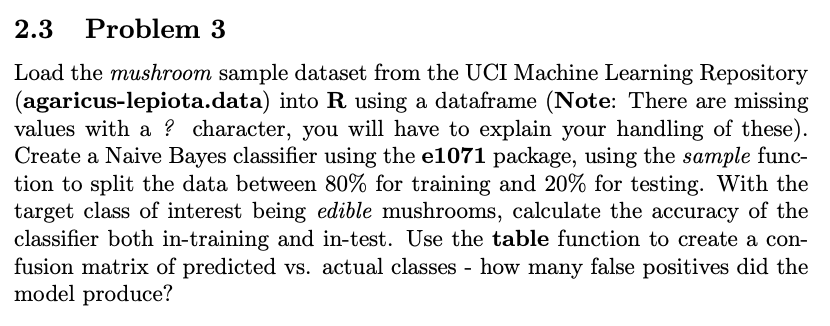 2.3 Problem 3
Load the mushroom sample dataset from the UCI Machine Learning Repository
(agaricus-lepiota.data) into R using a dataframe (Note: There are missing
values with a ? character, you will have to explain your handling of these).
Create a Naive Bayes classifier using the e1071 package, using the sample func-
tion to split the data between 80% for training and 20% for testing. With the
target class of interest being edible mushrooms, calculate the accuracy of the
classifier both in-training and in-test. Use the table function to create a con-
fusion matrix of predicted vs. actual classes - how many false positives did the
model produce?